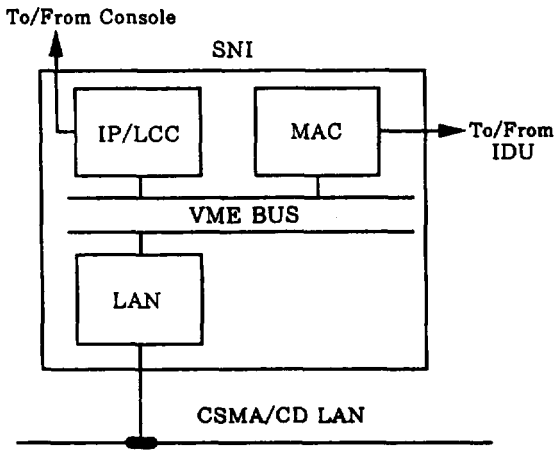 To/From Console
SNI
IP/LCC
MAC
To/From
IDU
VME BUS
LAN
CSMA/CD LAN